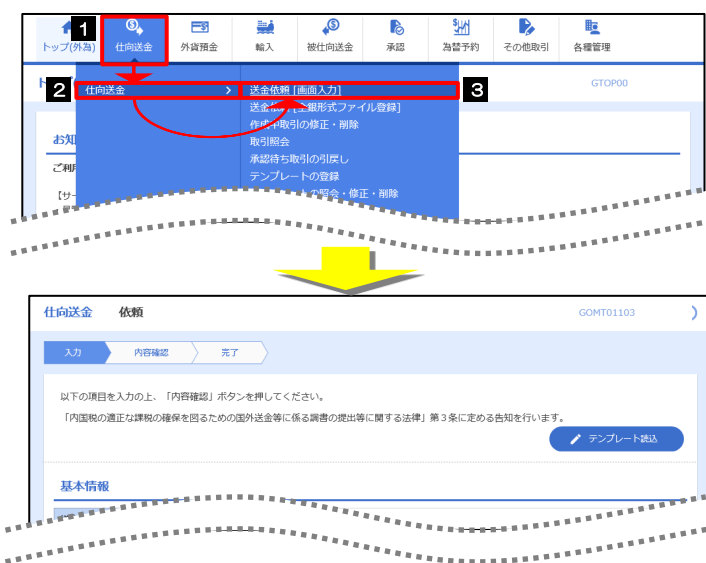 1
トップ(外為) 仕向送金 外貨預金 輸入 被仕向送金 承認 為替予約 その他取引 各種管理
2 仕向送金 > 送金依頼 [画面入力] 3
GTOP00
送金依頼 [全銀形式ファイル登録]
作成中取引の修正・削除
お知
取引照会
承認待ち取引の引戻し
ご利用
テンプレートの登録
【サー
の照会・修正・削除
仕向送金 依頼 GOMT01103
入力 内容確認 完了
以下の項目を入力の上、「内容確認」ボタンを押してください。
「内国税の適正な課税の確保を図るための国外送金等に係る調書の提出等に関する法律」第3条に定める告知を行います。
テンプレート読込
基本情報